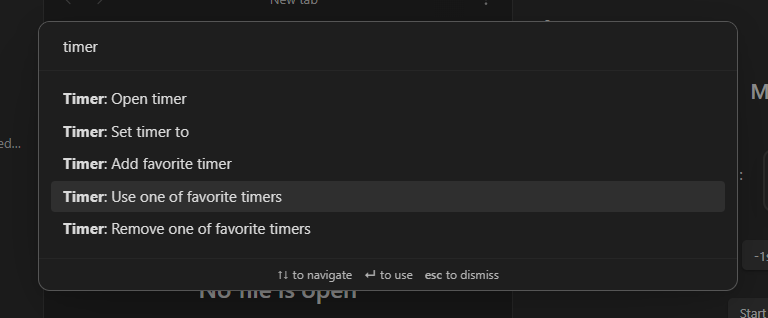 New tab
timer
Timer: Open timer
Timer: Set timer to
Timer: Add favorite timer
Timer: Use one of favorite timers
Timer: Remove one of favorite timers
↑↓ to navigate ↵ to use esc to dismiss
No file is open
ed...
M
:
-1s
Start